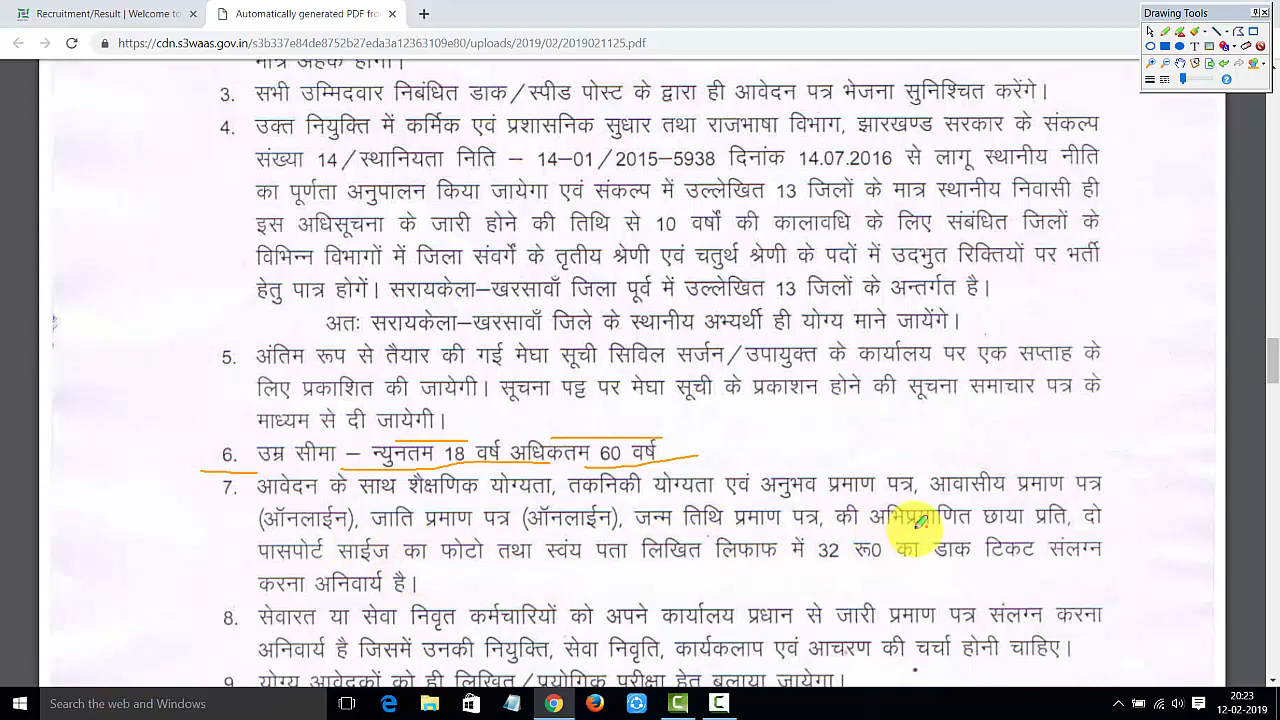 Recruitment/Result | Welcome to
Automatically generated PDF fro
Drawing Tools
https://cdn.s3waas.gov.in/s3b337e84de8752b27eda3a12363109e80/uploads/2019/02/2019021125.pdf
मात्र अर्हक होगी।
3. सभी उम्मिदवार निबंधित डाक/स्पीड पोस्ट के द्वारा ही आवेदन पत्र भेजना सुनिश्चित करेंगे।
4. उक्त नियुक्ति में कर्मिक एवं प्रशासनिक सुधार तथा राजभाषा विभाग, झारखण्ड सरकार के संकल्प
संख्या 14/स्थानियता निति – 14–01/2015–5938 दिनांक 14.07.2016 से लागू स्थानीय नीति
का पूर्णता अनुपालन किया जायेगा एवं संकल्प में उल्लेखित 13 जिलों के मात्र स्थानीय निवासी ही
इस अधिसूचना के जारी होने की तिथि से 10 वर्षों की कालावधि के लिए संबंधित जिलों के
विभिन्न विभागों में जिला संवर्गें के तृतीय श्रेणी एवं चतुर्थ श्रेणी के पदों में उदभुत रिक्तियों पर भर्ती
हेतु पात्र होगें। सरायकेला–खरसावाँ जिला पूर्व में उल्लेखित 13 जिलों के अन्तर्गत है।
अतः सरायकेला–खरसावाँ जिले के स्थानीय अभ्यर्थी ही योग्य माने जायेंगे।
5. अंतिम रूप से तैयार की गई मेघा सूची सिविल सर्जन/उपायुक्त के कार्यालय पर एक सप्ताह के
लिए प्रकाशित की जायेगी। सूचना पट्ट पर मेघा सूची के प्रकाशन होने की सूचना समाचार पत्र के
माध्यम से दी जायेगी।
6. उम्र सीमा – न्युनतम 18 वर्ष अधिकतम 60 वर्ष
7. आवेदन के साथ शैक्षणिक योग्यता, तकनिकी योग्यता एवं अनुभव प्रमाण पत्र, आवासीय प्रमाण पत्र
(ऑनलाईन), जाति प्रमाण पत्र (ऑनलाईन), जन्म तिथि प्रमाण पत्र, की अभिप्रमाणित छाया प्रति, दो
पासपोर्ट साईज का फोटो तथा स्वंय पता लिखित लिफाफ में 32 रू0 का डाक टिकट संलग्न
करना अनिवार्य है।
8. सेवारत या सेवा निवृत कर्मचारियों को अपने कार्यालय प्रधान से जारी प्रमाण पत्र संलग्न करना
अनिवार्य है जिसमें उनकी नियुक्ति, सेवा निवृति, कार्यकलाप एवं आचरण की चर्चा होनी चाहिए।
9. योग्य आवेदकों को ही लिखित/प्रयोगिक परीक्षा हेतु बुलाया जायेगा।
Search the web and Windows
20:23
12-02-2019